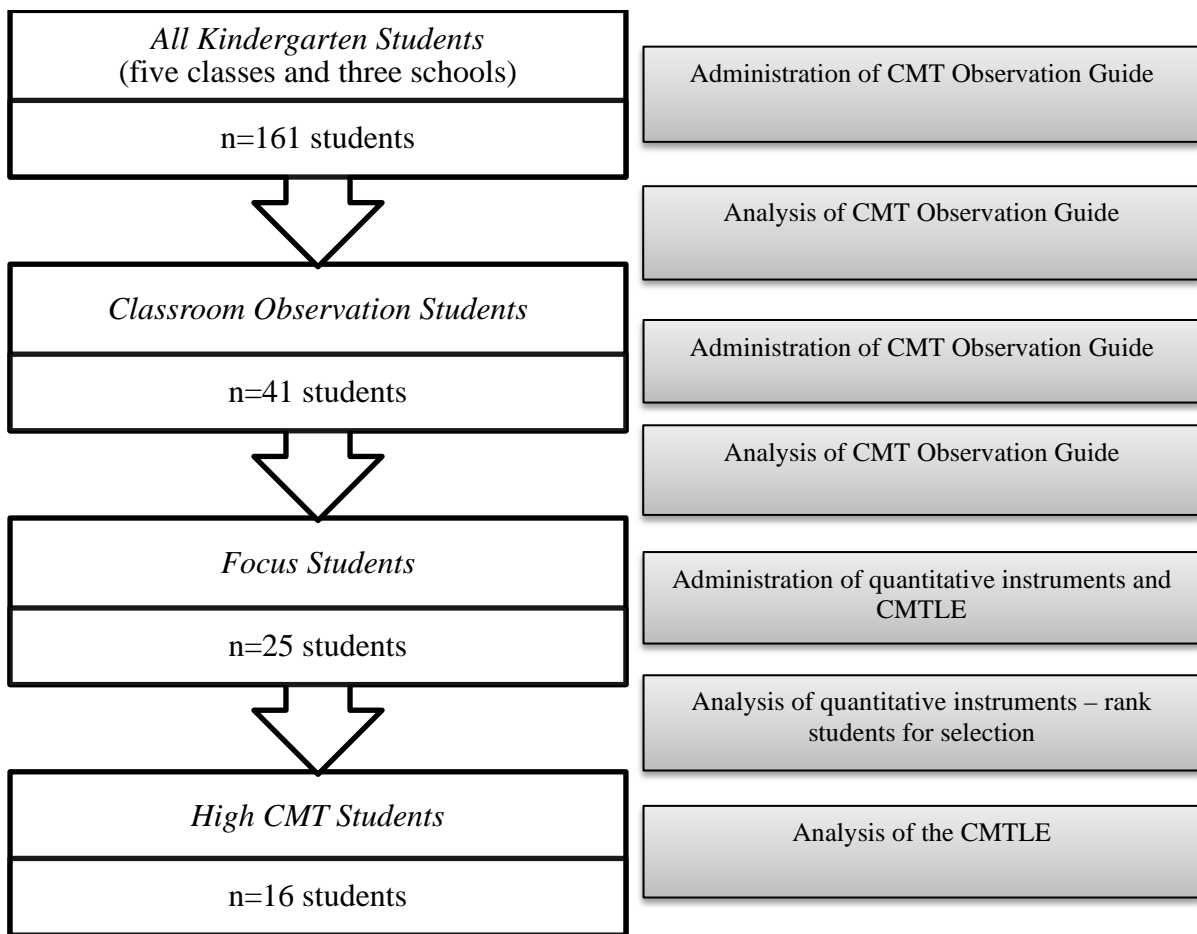 All Kindergarten Students
(five classes and three schools)
n=161 students
Administration of CMT Observation Guide
Analysis of CMT Observation Guide
Classroom Observation Students
n=41 students
Administration of CMT Observation Guide
Analysis of CMT Observation Guide
Focus Students
n=25 students
Administration of quantitative instruments and
CMTLE
Analysis of quantitative instruments – rank
students for selection
High CMT Students
n=16 students
Analysis of the CMTLE